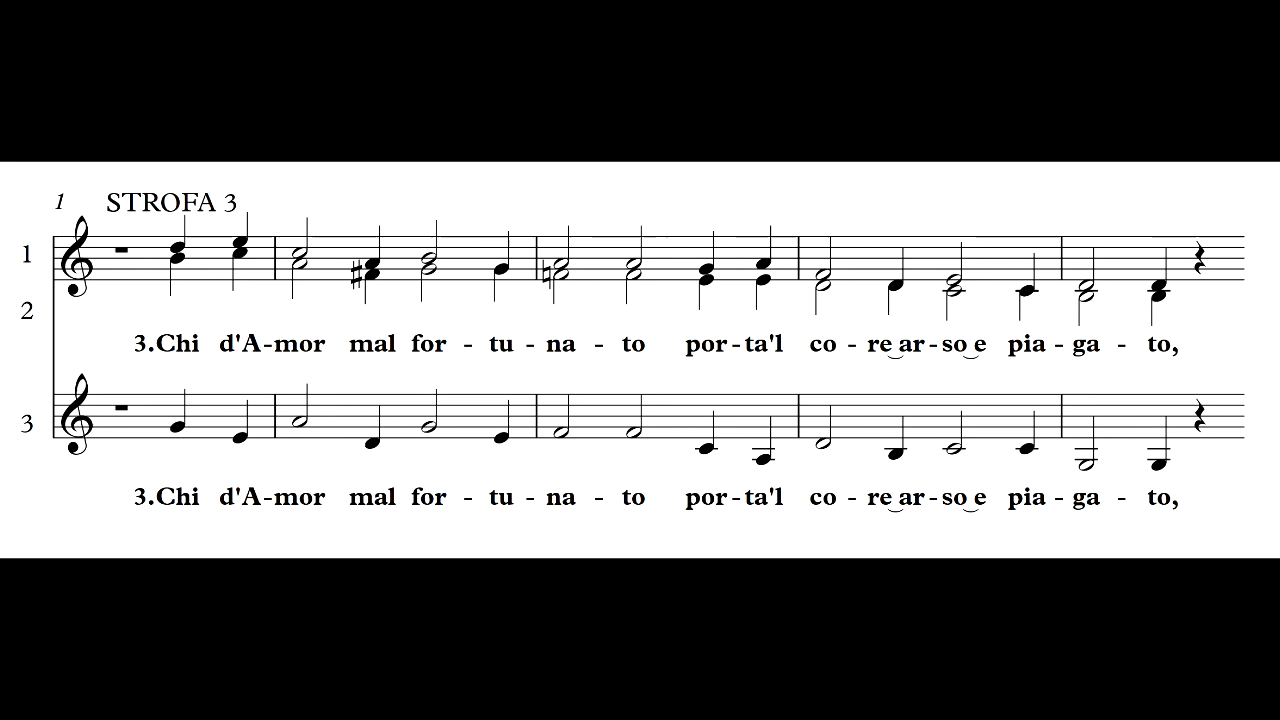 1 STROFA 3
1
2
3.Chi d'A-mor mal for - tu - na - to por-ta'l co - re‿ar-so‿e pia - ga - to,
3
3.Chi d'A-mor mal for - tu - na - to por-ta'l co - re‿ar-so‿e pia - ga - to,